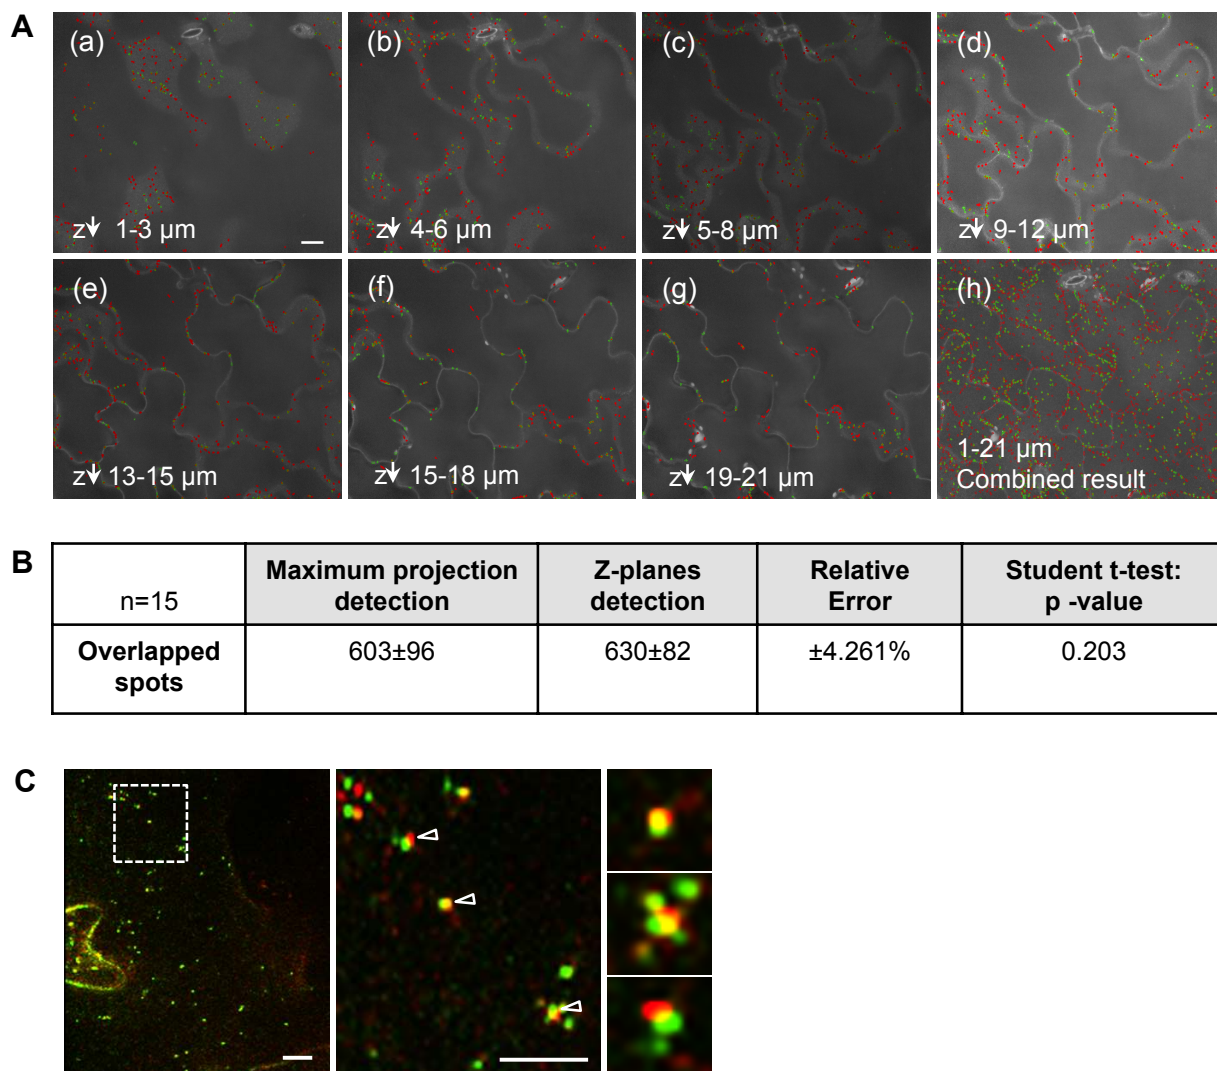 A
(a)
(b)
(c)
(d)
z↓ 1-3 µm
z↓ 4-6 µm
z↓ 5-8 µm
z↓ 9-12 µm
(e)
(f)
(g)
(h)
z↓ 13-15 µm
z↓ 15-18 µm
z↓ 19-21 µm
1-21 µm
Combined result
B
n=15
Maximum projection
detection
Z-planes
detection
Relative
Error
Student t-test:
p -value
Overlapped
spots
603±96
630±82
±4.261%
0.203
C